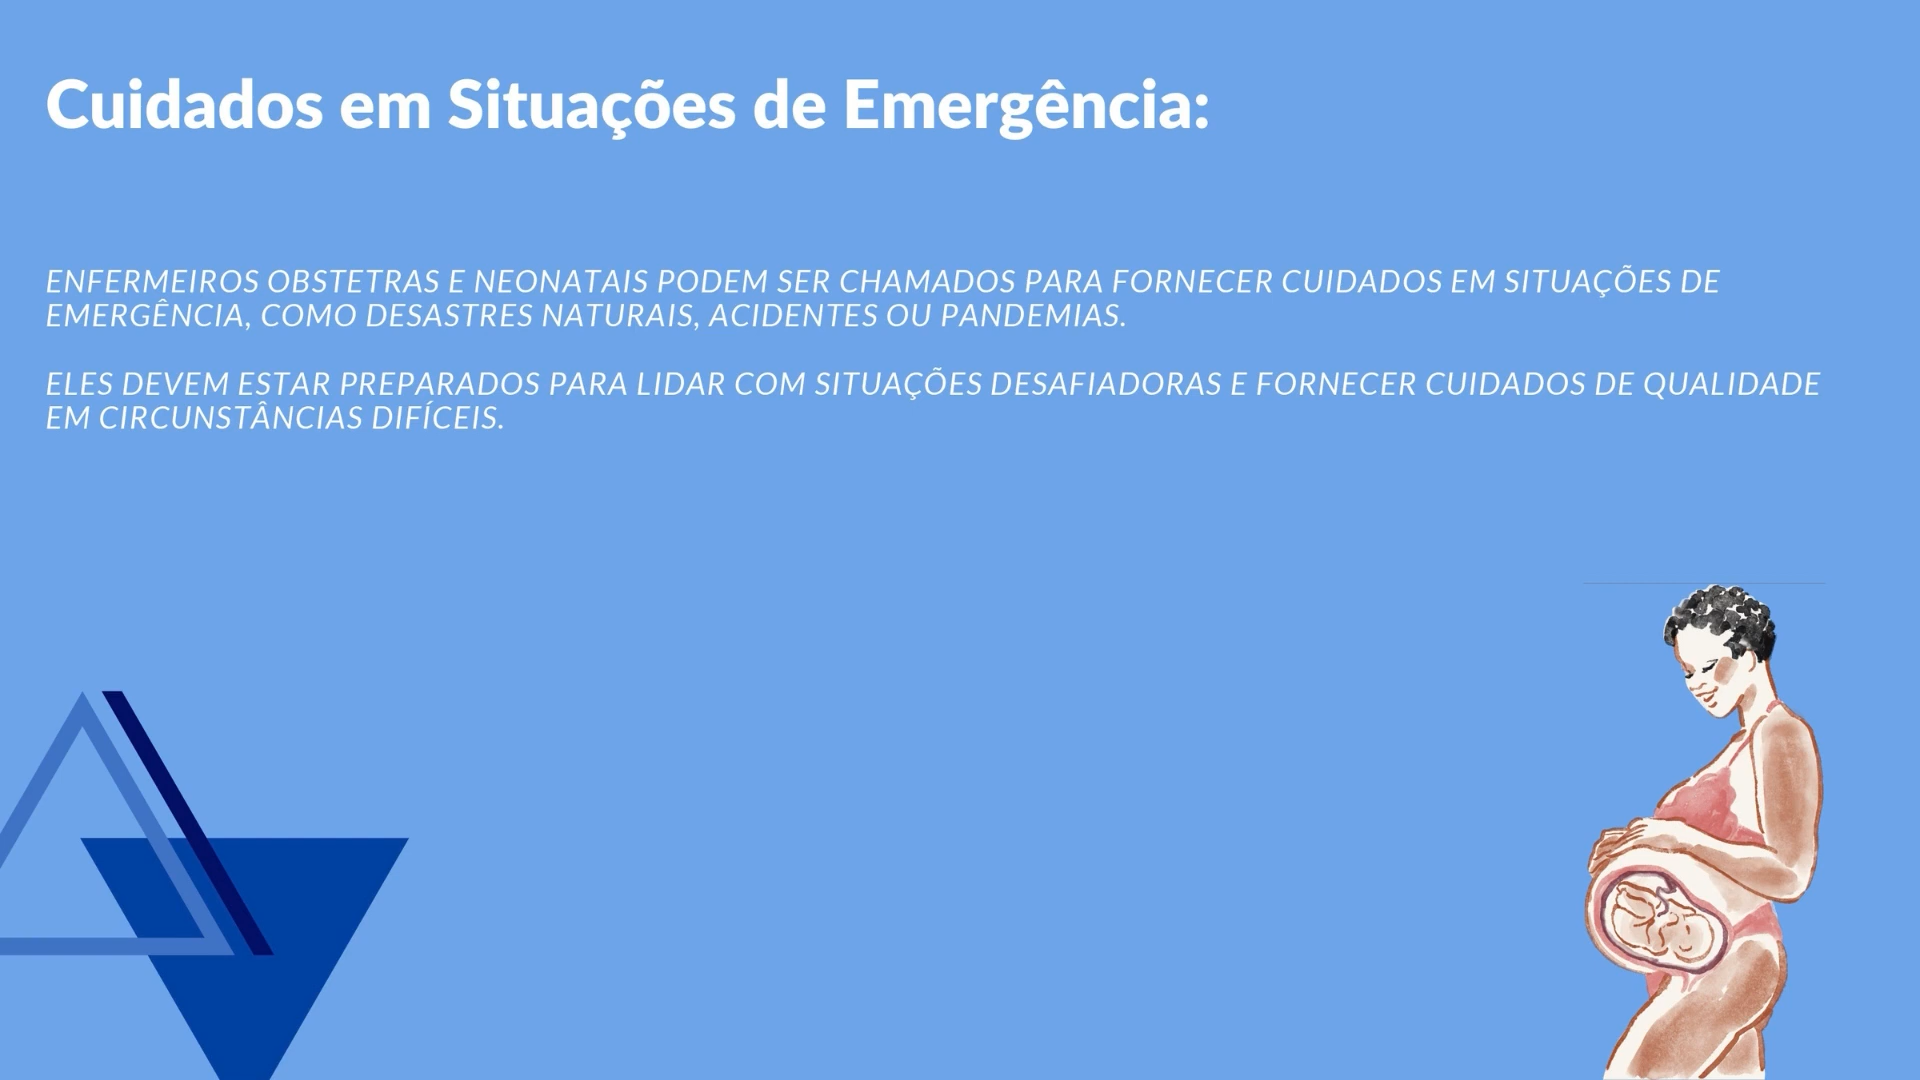 Cuidados em Situações de Emergência:
ENFERMEIROS OBSTETRAS E NEONATAIS PODEM SER CHAMADOS PARA FORNECER CUIDADOS EM SITUAÇÕES DE
EMERGÊNCIA, COMO DESASTRES NATURAIS, ACIDENTES OU PANDEMIAS.
ELES DEVEM ESTAR PREPARADOS PARA LIDAR COM SITUAÇÕES DESAFIADORAS E FORNECER CUIDADOS DE QUALIDADE
EM CIRCUNSTÂNCIAS DIFÍCEIS.